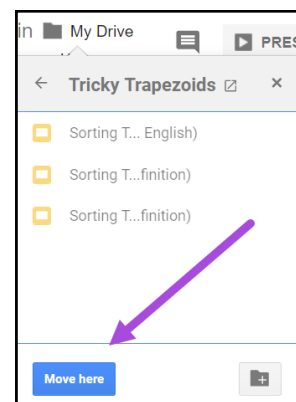 in My Drive
PRES
Tricky Trapezoids
Sorting T... English)
Sorting T...finition)
Sorting T...finition)
Move here